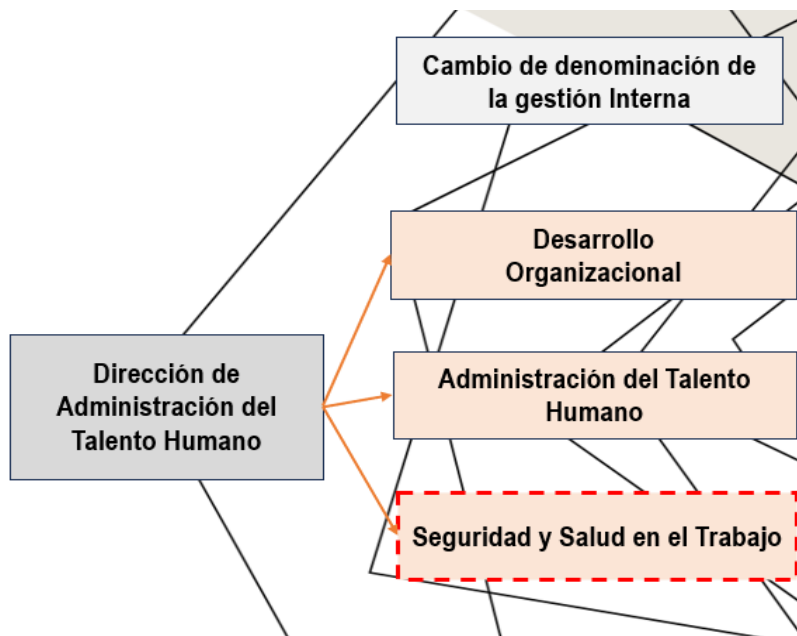 Cambio de denominación de
la gestión Interna
Desarrollo
Organizacional
Dirección de
Administración del
Talento Humano
Administración del Talento
Humano
Seguridad y Salud en el Trabajo